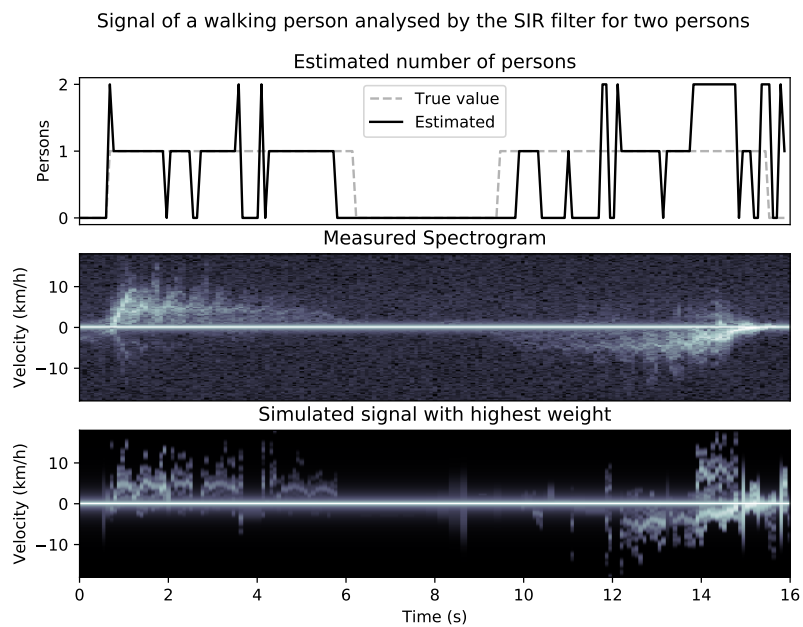 Signal of a walking person analysed by the SIR filter for two persons
Estimated number of persons
2
1
0
Persons
True value
Estimated
Measured Spectrogram
10
0
−10
Velocity (km/h)
Simulated signal with highest weight
10
0
−10
Velocity (km/h)
0 2 4 6 8 10 12 14 16
Time (s)